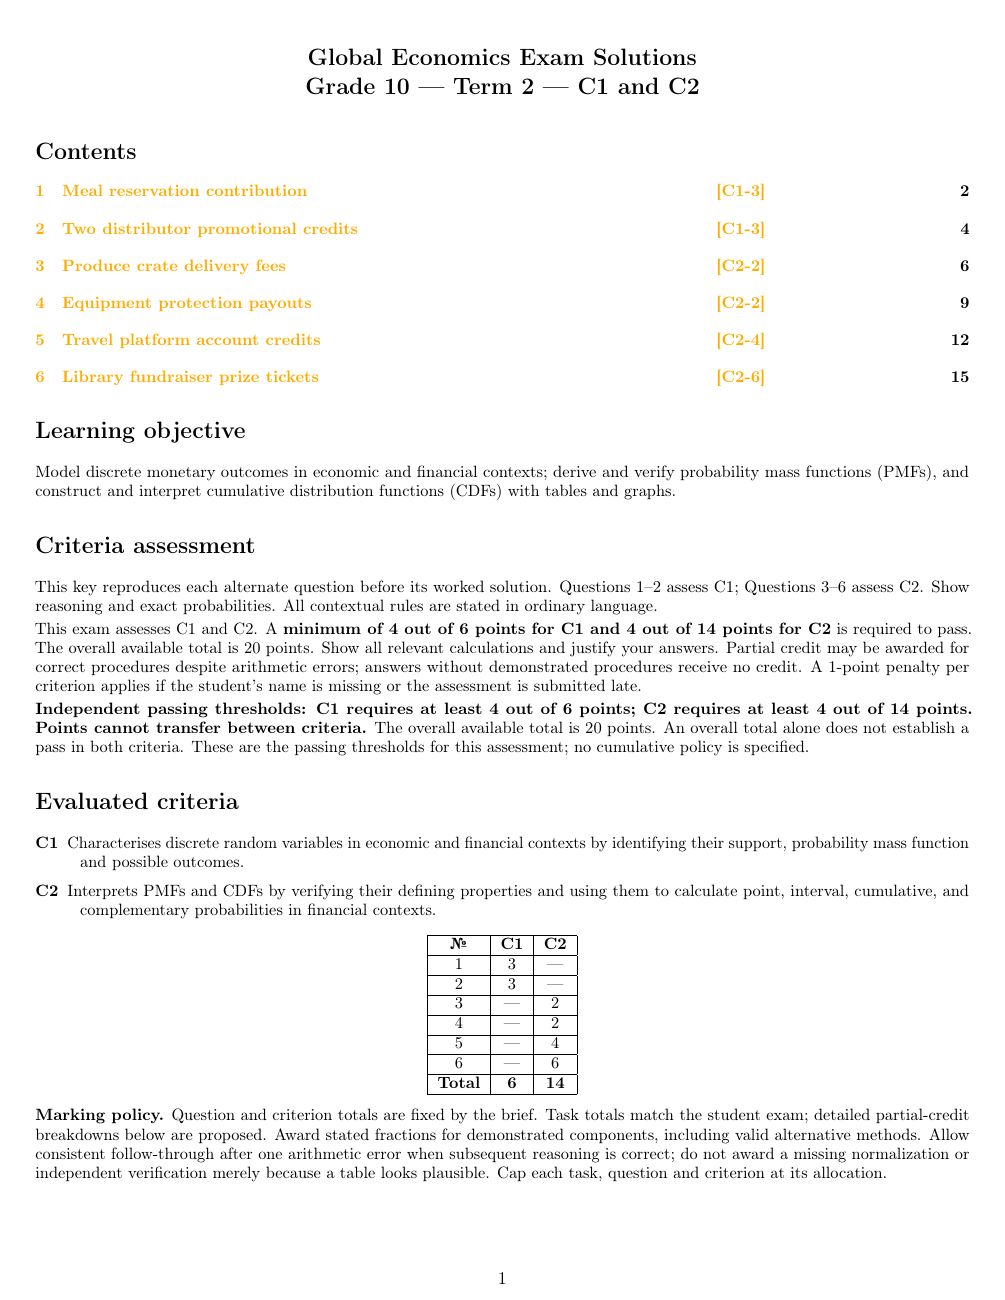 Global Economics Exam Solutions
Grade 10 — Term 2 — C1 and C2
Contents
1 Meal reservation contribution [C1-3] 2
2 Two distributor promotional credits [C1-3] 4
3 Produce crate delivery fees [C2-2] 6
4 Equipment protection payouts [C2-2] 9
5 Travel platform account credits [C2-4] 12
6 Library fundraiser prize tickets [C2-6] 15
Learning objective
Model discrete monetary outcomes in economic and financial contexts; derive and verify probability mass functions (PMFs), and
construct and interpret cumulative distribution functions (CDFs) with tables and graphs.
Criteria assessment
This key reproduces each alternate question before its worked solution. Questions 1–2 assess C1; Questions 3–6 assess C2. Show
reasoning and exact probabilities. All contextual rules are stated in ordinary language.
This exam assesses C1 and C2. A minimum of 4 out of 6 points for C1 and 4 out of 14 points for C2 is required to pass.
The overall available total is 20 points. Show all relevant calculations and justify your answers. Partial credit may be awarded for
correct procedures despite arithmetic errors; answers without demonstrated procedures receive no credit. A 1-point penalty per
criterion applies if the student's name is missing or the assessment is submitted late.
Independent passing thresholds: C1 requires at least 4 out of 6 points; C2 requires at least 4 out of 14 points.
Points cannot transfer between criteria. The overall available total is 20 points. An overall total alone does not establish a
pass in both criteria. These are the passing thresholds for this assessment; no cumulative policy is specified.
Evaluated criteria
C1 Characterises discrete random variables in economic and financial contexts by identifying their support, probability mass function
and possible outcomes.
C2 Interprets PMFs and CDFs by verifying their defining properties and using them to calculate point, interval, cumulative, and
complementary probabilities in financial contexts.
№ C1 C2
1 3 —
2 3 —
3 — 2
4 — 2
5 — 4
6 — 6
Total 6 14
Marking policy. Question and criterion totals are fixed by the brief. Task totals match the student exam; detailed partial-credit
breakdowns below are proposed. Award stated fractions for demonstrated components, including valid alternative methods. Allow
consistent follow-through after one arithmetic error when subsequent reasoning is correct; do not award a missing normalization or
independent verification merely because a table looks plausible. Cap each task, question and criterion at its allocation.
1